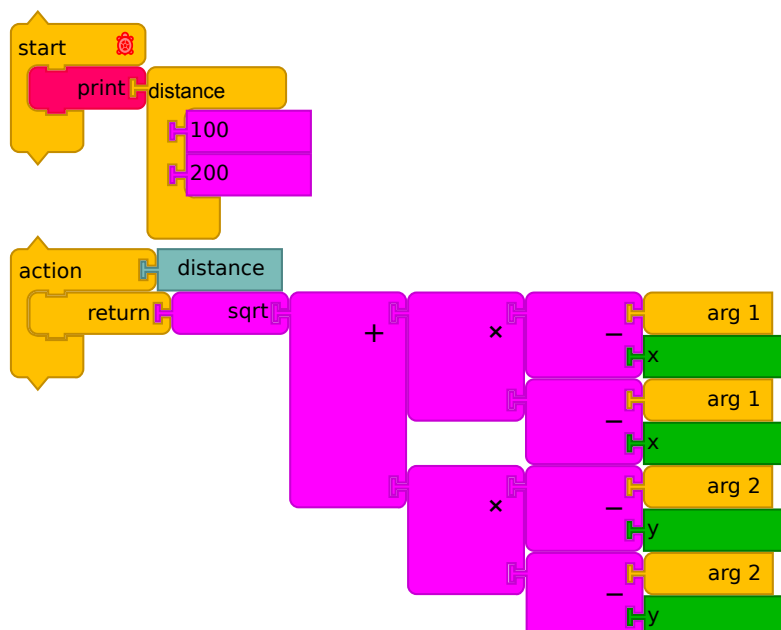 start
print distance
100
200
action distance
return sqrt + × − arg 1
x
− arg 1
x
× − arg 2
y
− arg 2
y